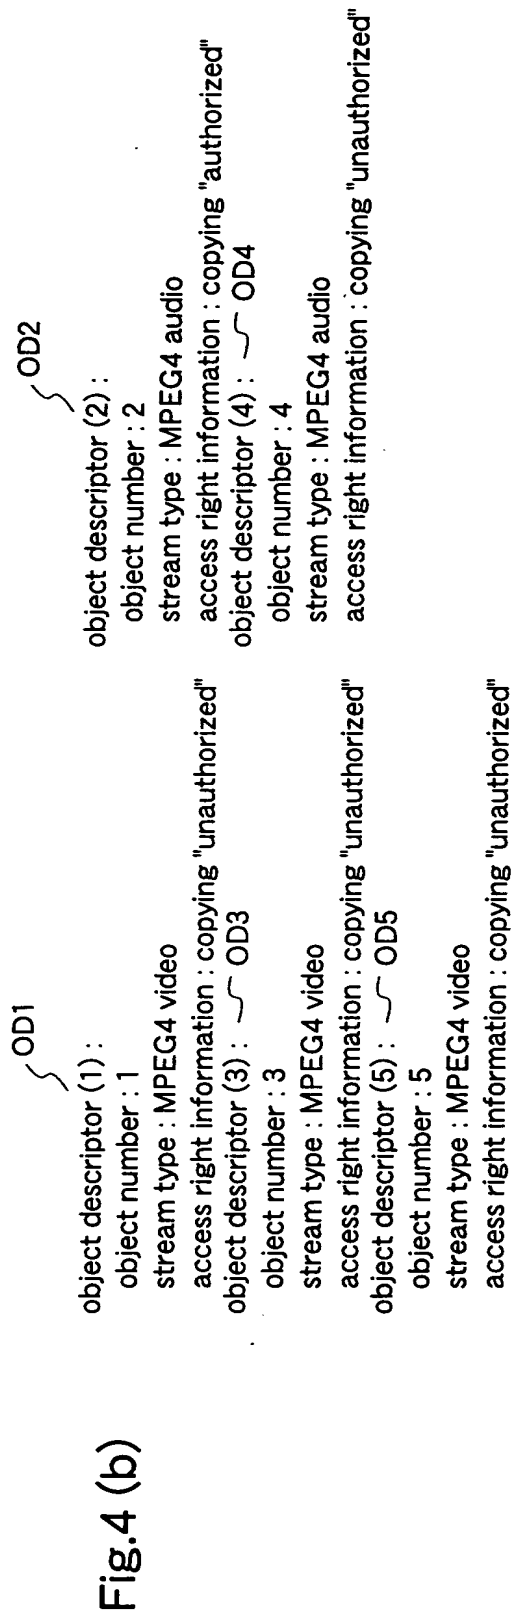 Fig.4 (b)
OD1
object descriptor (1) :
object number : 1
stream type : MPEG4 video
access right information : copying "unauthorized"
object descriptor (3) : OD3
object number : 3
stream type : MPEG4 video
access right information : copying "unauthorized"
object descriptor (5) : OD5
object number : 5
stream type : MPEG4 video
access right information : copying "unauthorized"
OD2
object descriptor (2) :
object number : 2
stream type : MPEG4 audio
access right information : copying "authorized"
object descriptor (4) : OD4
object number : 4
stream type : MPEG4 audio
access right information : copying "unauthorized"